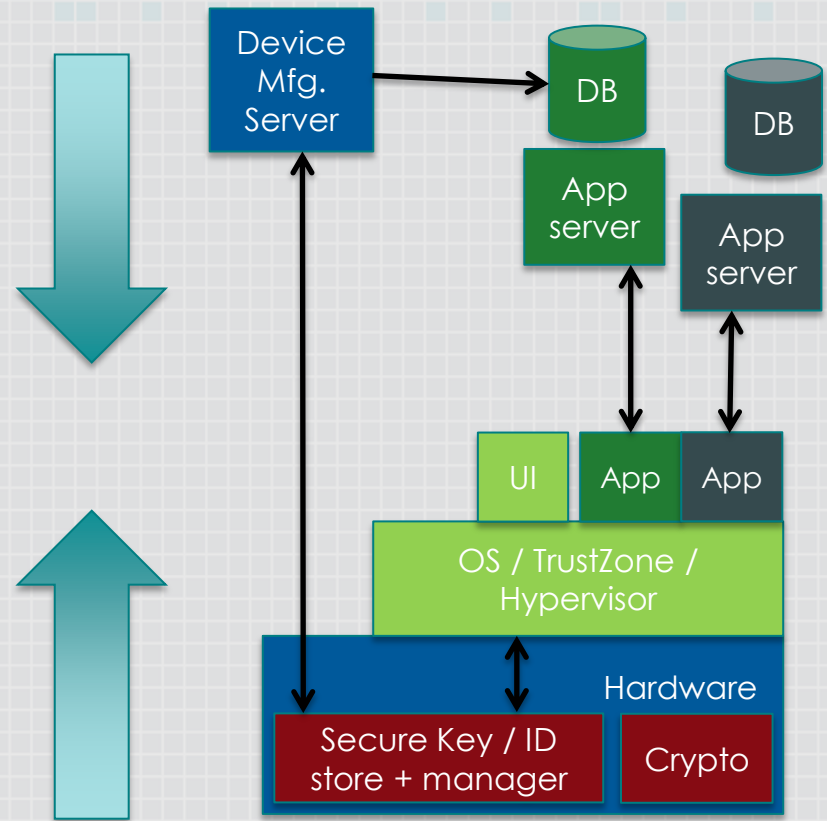 Device
Mfg.
Server
DB
DB
App
server
App
server
UI
App
App
OS / TrustZone /
Hypervisor
Hardware
Secure Key / ID
store + manager
Crypto